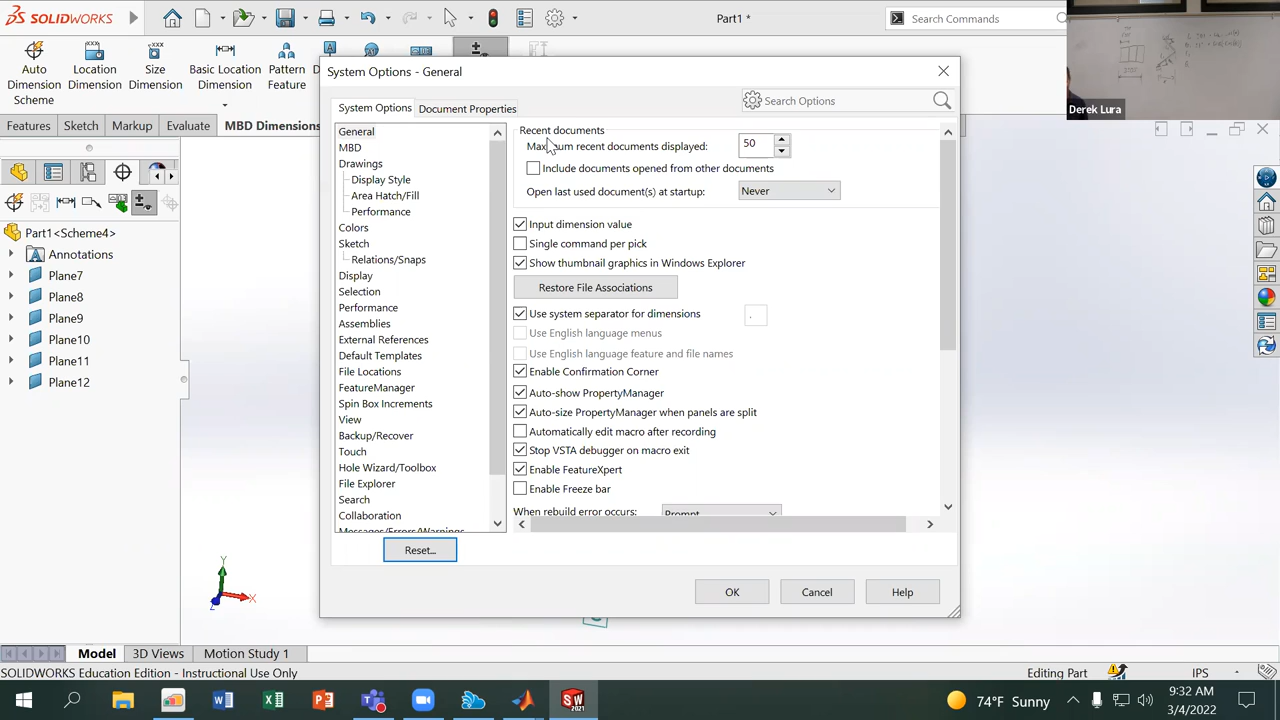 SOLIDWORKS
Part1 *
Search Commands
Auto Dimension Scheme
Location Dimension
Size Dimension
Basic Location Dimension
Pattern Feature
D
Features
Sketch
Markup
Evaluate
MBD Dimensions
Part1<Scheme4>
Annotations
Plane7
Plane8
Plane9
Plane10
Plane11
Plane12
System Options - General
System Options
Document Properties
Search Options
General
MBD
Drawings
Display Style
Area Hatch/Fill
Performance
Colors
Sketch
Relations/Snaps
Display
Selection
Performance
Assemblies
External References
Default Templates
File Locations
FeatureManager
Spin Box Increments
View
Backup/Recover
Touch
Hole Wizard/Toolbox
File Explorer
Search
Collaboration
Messages/Errors/Warnings
Reset...
Recent documents
Maximum recent documents displayed: 50
Include documents opened from other documents
Open last used document(s) at startup: Never
Input dimension value
Single command per pick
Show thumbnail graphics in Windows Explorer
Restore File Associations
Use system separator for dimensions .
Use English language menus
Use English language feature and file names
Enable Confirmation Corner
Auto-show PropertyManager
Auto-size PropertyManager when panels are split
Automatically edit macro after recording
Stop VSTA debugger on macro exit
Enable FeatureXpert
Enable Freeze bar
When rebuild error occurs: Prompt
OK
Cancel
Help
Derek Lura
Y
X
Z
Model
3D Views
Motion Study 1
SOLIDWORKS Education Edition - Instructional Use Only
Editing Part
IPS
SW 2021
74°F Sunny
9:32 AM
3/4/2022